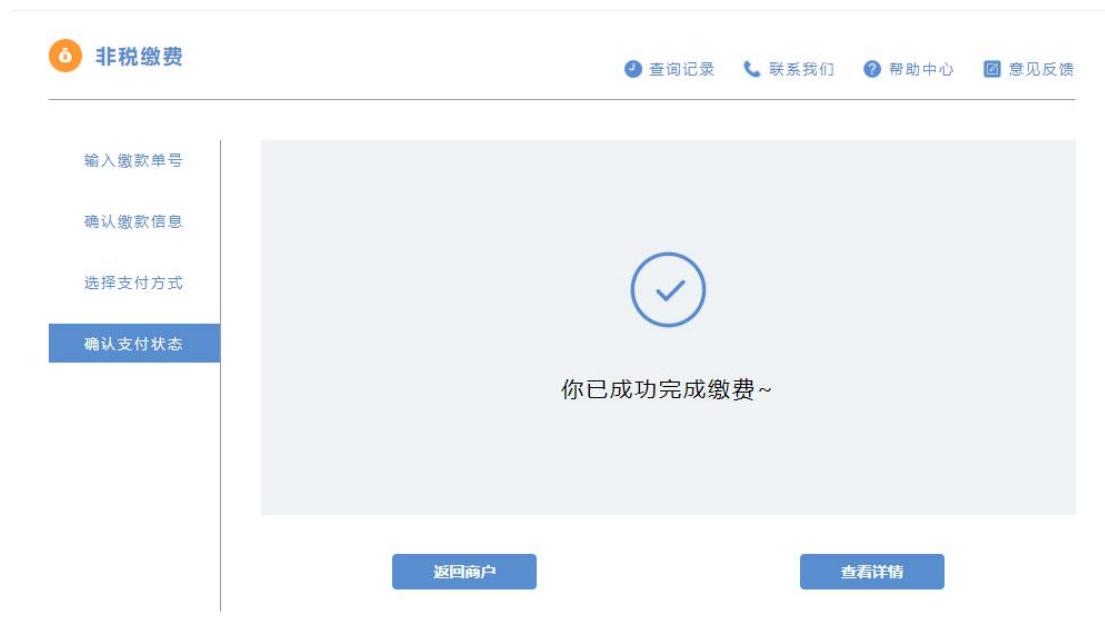 非税缴费
查询记录
联系我们
帮助中心
意见反馈
输入缴款单号
确认缴款信息
选择支付方式
确认支付状态
你已成功完成缴费~
返回商户
查看详情